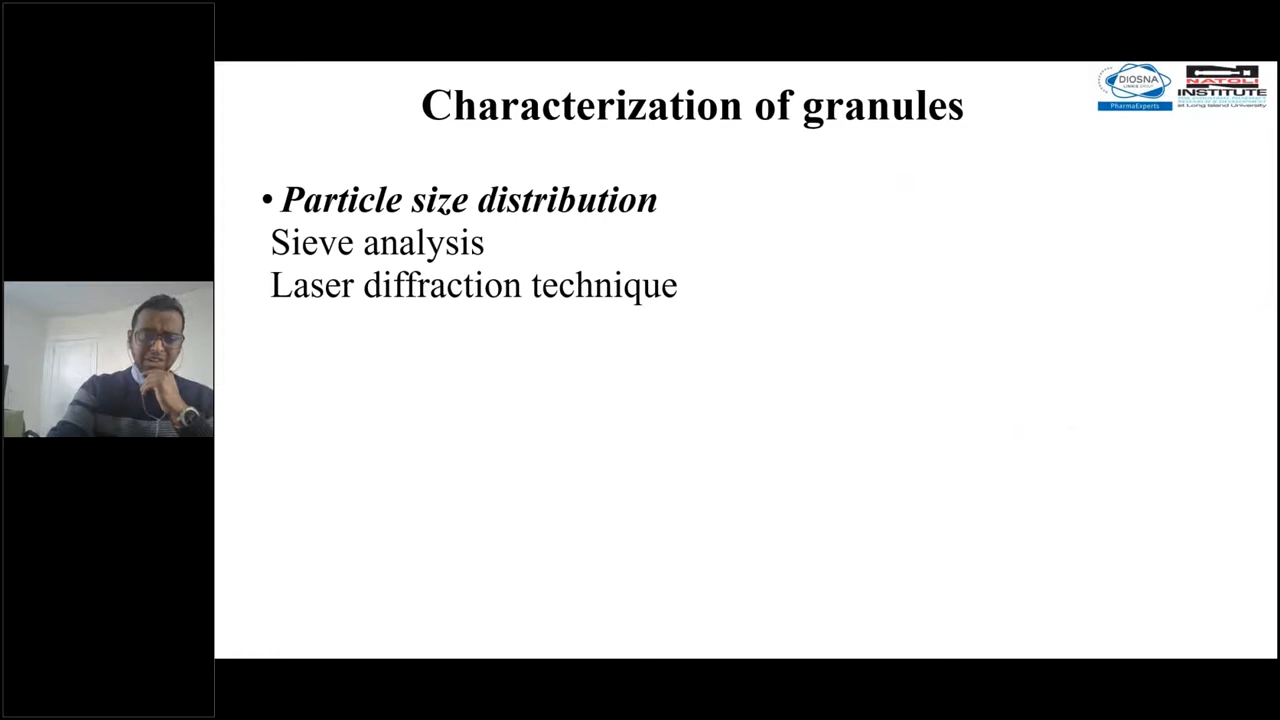 Characterization of granules
DIOSNA
PharmaExperts
NATOLI
INSTITUTE
at Long Island University
• Particle size distribution
Sieve analysis
Laser diffraction technique